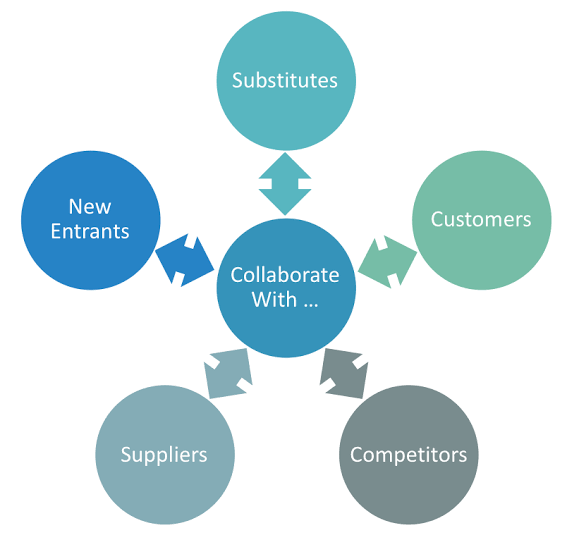 Substitutes
New
Entrants
Customers
Collaborate
With ...
Suppliers
Competitors